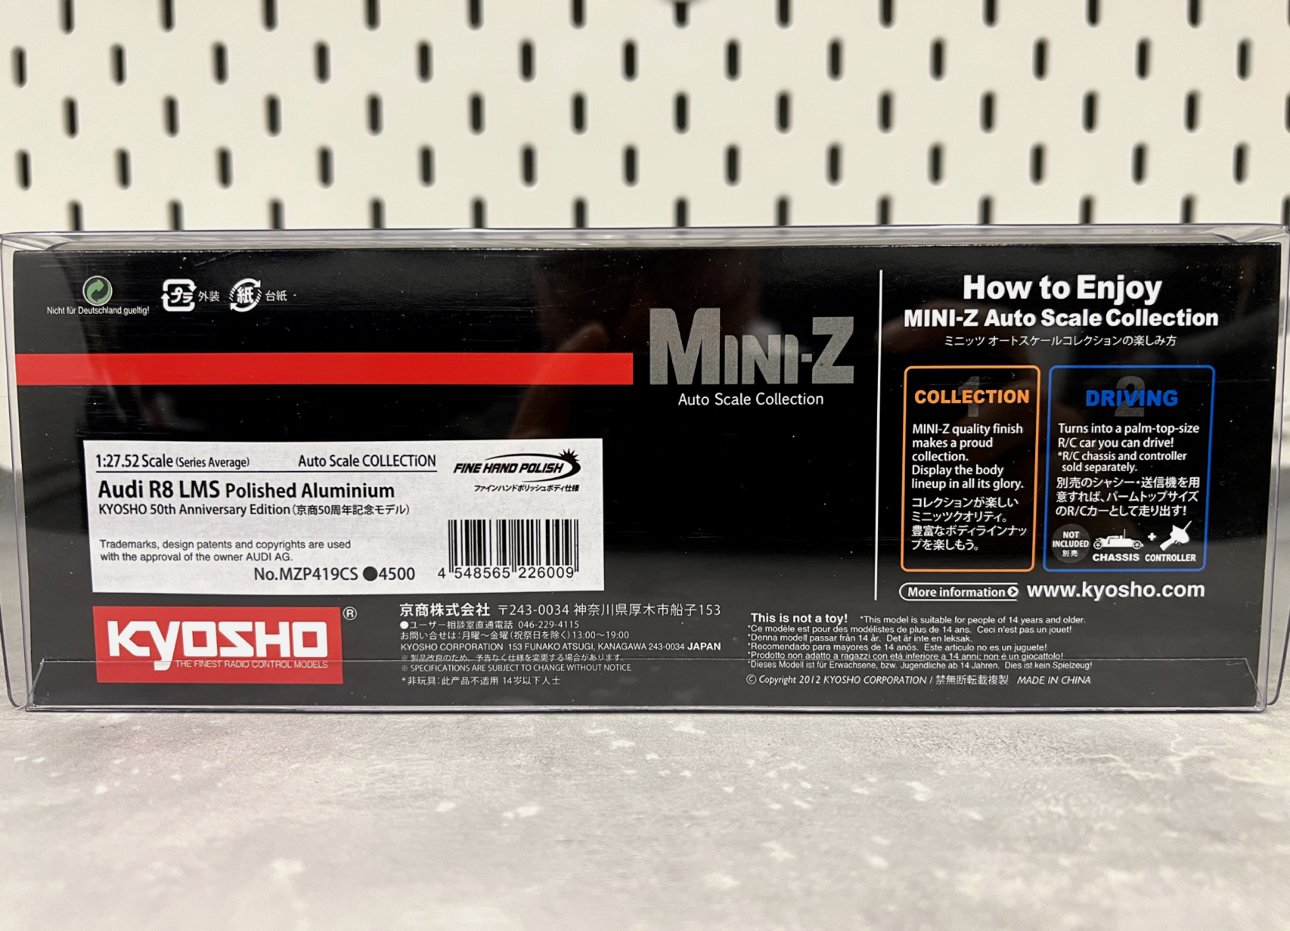 Nicht für Deutschland gueltig!
プラ 外装
紙 台紙
MINI-Z
Auto Scale Collection
1:27.52 Scale (Series Average) Auto Scale COLLECTiON
Audi R8 LMS Polished Aluminium
KYOSHO 50th Anniversary Edition (京商50周年記念モデル)
FINE HAND POLISH
ファインハンドポリッシュボディ仕様
Trademarks, design patents and copyrights are used
with the approval of the owner AUDI AG.
No.MZP419CS ●4500
4 548565 226009
KYOSHO ®
THE FINEST RADIO CONTROL MODELS
京商株式会社 〒243-0034 神奈川県厚木市船子153
●ユーザー相談室直通電話 046-229-4115
お問い合せは:月曜〜金曜(祝祭日を除く)13:00〜19:00
KYOSHO CORPORATION 153 FUNAKO ATSUGI, KANAGAWA 243-0034 JAPAN
※ 製品改良のため、予告なく仕様を変更する場合があります。
※ SPECIFICATIONS ARE SUBJECT TO CHANGE WITHOUT NOTICE.
*非玩具:此产品不适用 14岁以下人士
This is not a toy! *This model is suitable for people of 14 years and older.
*Ce modèle est pour des modélistes de plus de 14 ans. Ceci n'est pas un jouet!
*Denna modell passar från 14 år. Det är inte en leksak.
*Recomendado para mayores de 14 anós. Este articulo no es un juguete!
*Prodotto non adatto a ragazzi con età inferiore a 14 anni; non é un giocattolo!
*Dieses Modell ist für Erwachsene, bzw. Jugendliche ab 14 Jahren. Dies ist kein Spielzeug!
© Copyright 2012 KYOSHO CORPORATION / 禁無断転載複製 MADE IN CHINA
How to Enjoy
MINI-Z Auto Scale Collection
ミニッツ オートスケールコレクションの楽しみ方
1
COLLECTION
MINI-Z quality finish
makes a proud
collection.
Display the body
lineup in all its glory.
コレクションが楽しい
ミニッツクオリティ。
豊富なボディラインナッ
プを楽しもう。
2
DRIVING
Turns into a palm-top-size
R/C car you can drive!
*R/C chassis and controller
sold separately.
別売のシャシー・送信機を用
意すれば、パームトップサイズ
のR/Cカーとして走り出す!
NOT
INCLUDED
別売
CHASSIS + CONTROLLER
More information www.kyosho.com